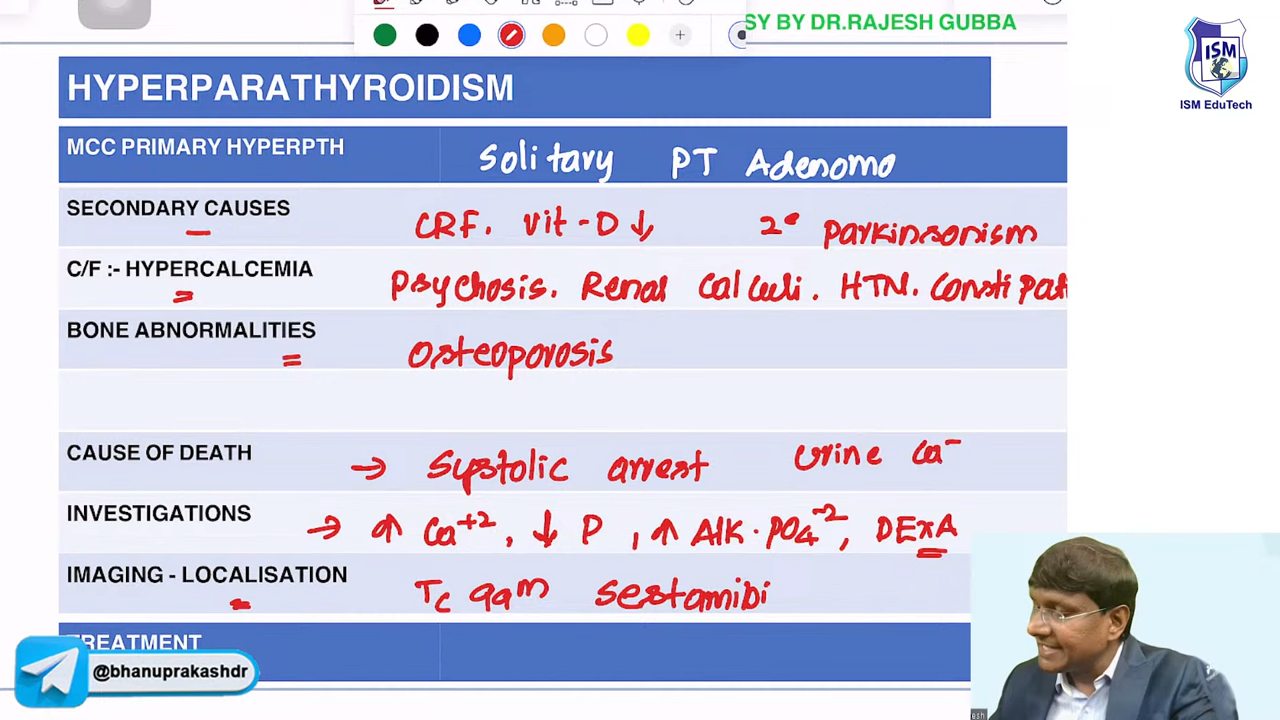 SY BY DR.RAJESH GUBBA
ISM
ISM EduTech
HYPERPARATHYROIDISM
MCC PRIMARY HYPERPTH Solitary PT Adenoma
SECONDARY CAUSES CRF. Vit-D ↓ 2° Parkinsonism
C/F :- HYPERCALCEMIA Psychosis. Renal Calculi. HTN. Constipat
BONE ABNORMALITIES Osteoporosis
CAUSE OF DEATH → Systolic arrest Urine Ca⁻
INVESTIGATIONS → ↑ Ca⁺², ↓ P, ↑ Alk. PO₄⁻², DEXA
IMAGING - LOCALISATION Tc 99m Sestamibi
TREATMENT
@bhanuprakashdr